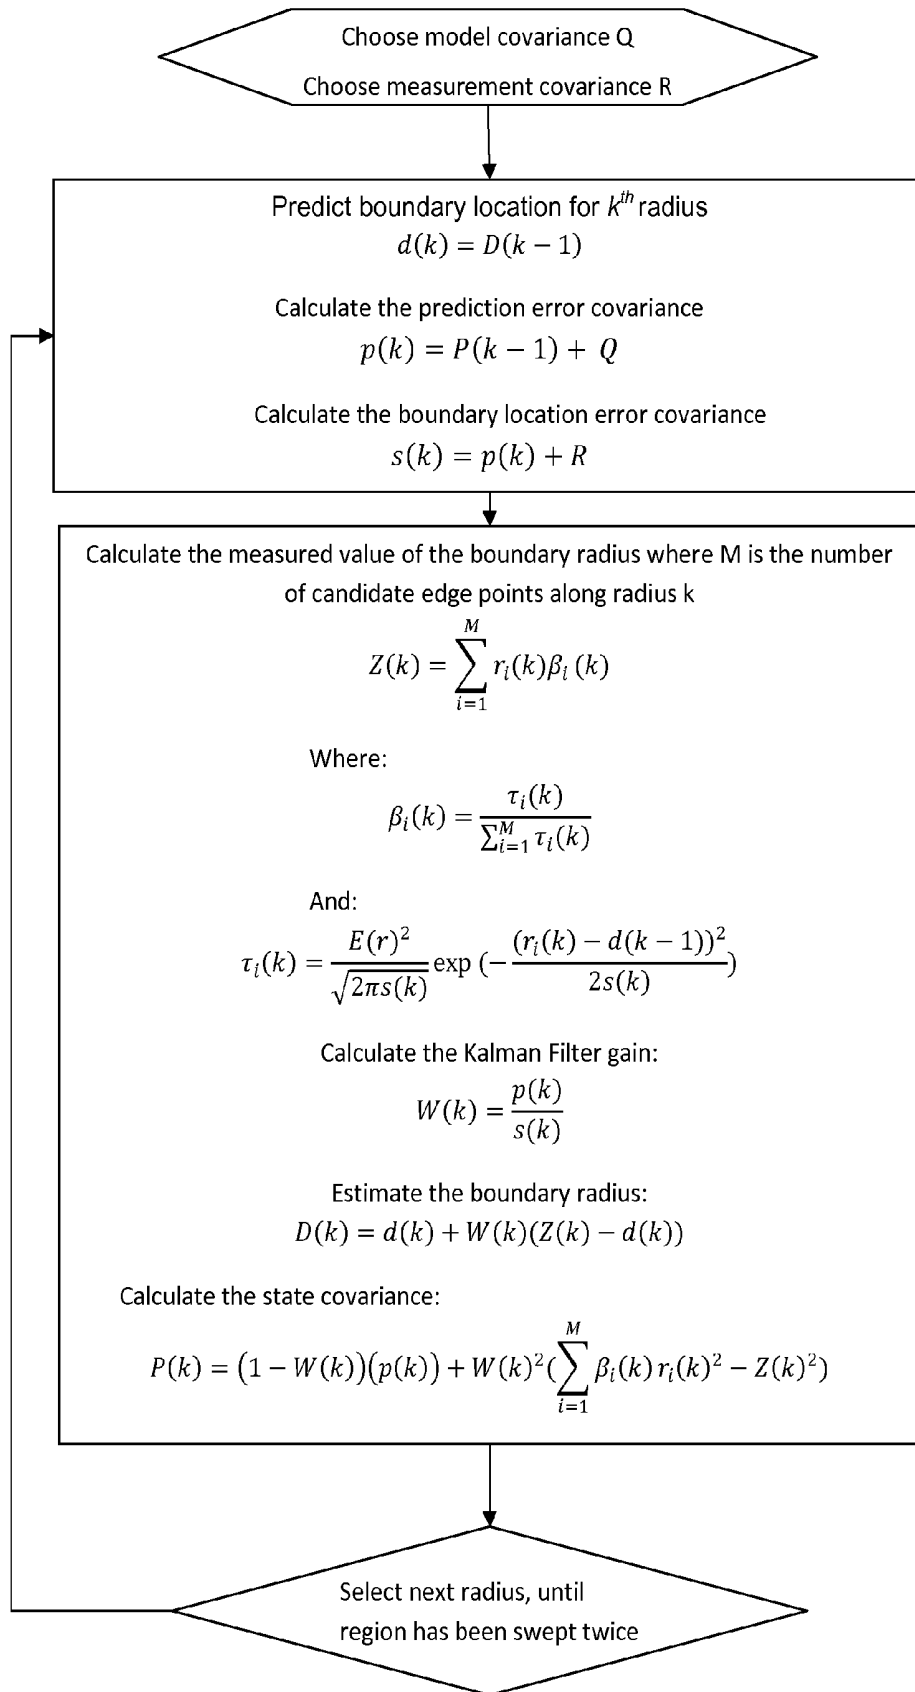 Choose model covariance Q
Choose measurement covariance R
Predict boundary location for k^th radius
d(k) = D(k − 1)
Calculate the prediction error covariance
p(k) = P(k − 1) + Q
Calculate the boundary location error covariance
s(k) = p(k) + R
Calculate the measured value of the boundary radius where M is the number
of candidate edge points along radius k
Z(k) = ∑_{i=1}^{M} r_i(k)β_i (k)
Where:
β_i(k) = τ_i(k) / ∑_{i=1}^{M} τ_i(k)
And:
τ_i(k) = E(r)^2 / √(2πs(k)) exp (− (r_i(k) − d(k − 1))^2 / 2s(k))
Calculate the Kalman Filter gain:
W(k) = p(k) / s(k)
Estimate the boundary radius:
D(k) = d(k) + W(k)(Z(k) − d(k))
Calculate the state covariance:
P(k) = (1 − W(k))(p(k)) + W(k)^2(∑_{i=1}^{M} β_i(k) r_i(k)^2 − Z(k)^2)
Select next radius, until
region has been swept twice